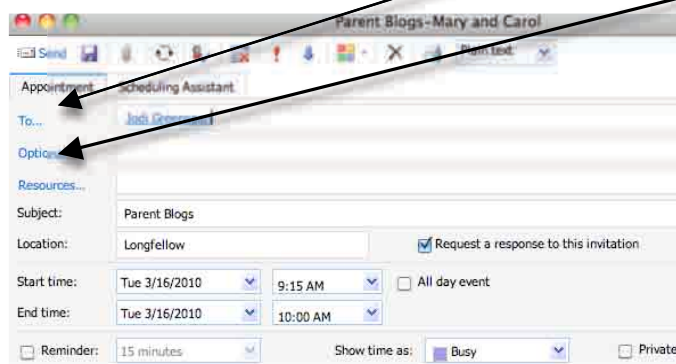 Parent Blogs-Mary and Carol
Send Plain text
Appointment Scheduling Assistant
To... Jodi
Resources...
Subject: Parent Blogs
Location: Longfellow Request a response to this invitation
Start time: Tue 3/16/2010 9:15 AM All day event
End time: Tue 3/16/2010 10:00 AM
Reminder: 15 minutes Show time as: Busy Private